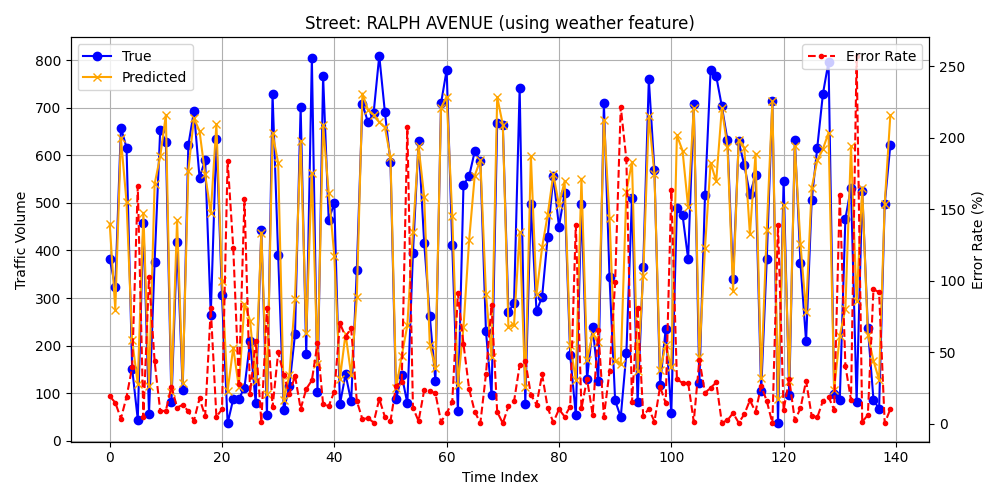 Street: RALPH AVENUE (using weather feature)
True
Predicted
Error Rate
800
700
600
500
400
300
200
100
0
Traffic Volume
250
200
150
100
50
0
Error Rate (%)
0 20 40 60 80 100 120 140
Time Index